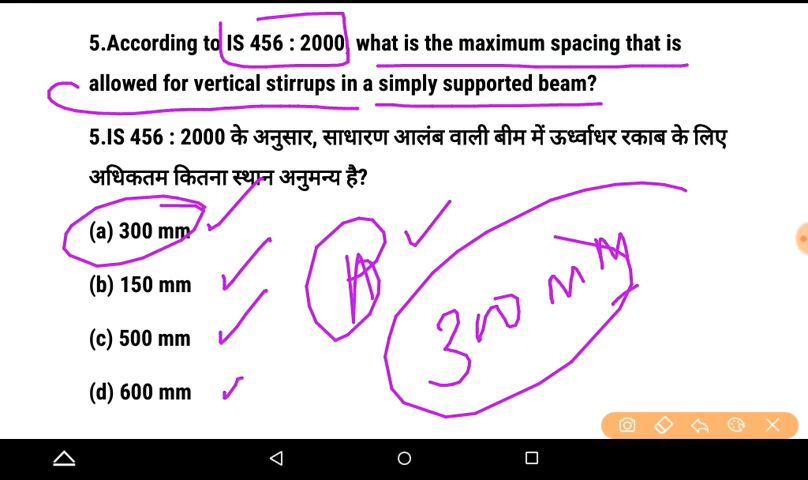 5.According to IS 456 : 2000 what is the maximum spacing that is
allowed for vertical stirrups in a simply supported beam?
5.IS 456 : 2000 के अनुसार, साधारण आलंब वाली बीम में ऊर्ध्वाधर रकाब के लिए
अधिकतम कितना स्थान अनुमन्य है?
(a) 300 mm
(b) 150 mm
(c) 500 mm
(d) 600 mm
A
300 mm